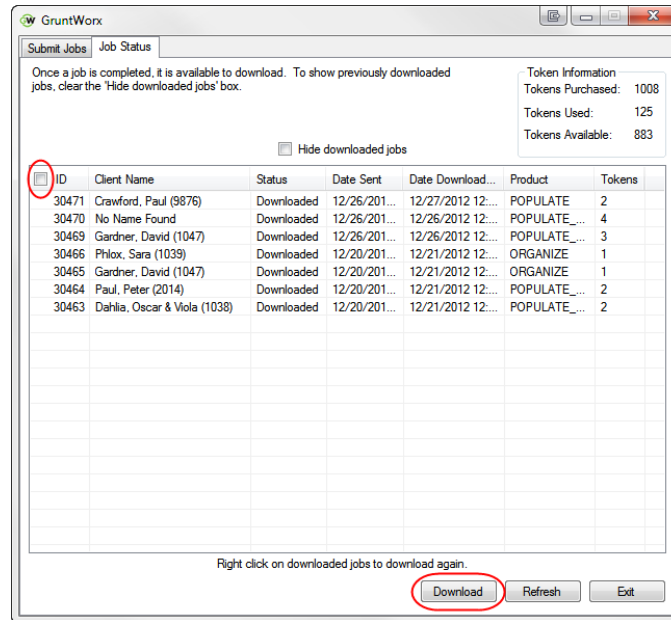 GruntWorx
Submit Jobs Job Status
Once a job is completed, it is available to download. To show previously downloaded
jobs, clear the 'Hide downloaded jobs' box.
Token Information
Tokens Purchased: 1008
Tokens Used: 125
Tokens Available: 883
Hide downloaded jobs
ID Client Name Status Date Sent Date Download... Product Tokens
30471 Crawford, Paul (9876) Downloaded 12/26/201... 12/27/2012 12:... POPULATE 2
30470 No Name Found Downloaded 12/26/201... 12/26/2012 12:... POPULATE_... 4
30469 Gardner, David (1047) Downloaded 12/26/201... 12/26/2012 12:... POPULATE_... 3
30466 Phlox, Sara (1039) Downloaded 12/20/201... 12/21/2012 12:... ORGANIZE 1
30465 Gardner, David (1047) Downloaded 12/20/201... 12/21/2012 12:... ORGANIZE 1
30464 Paul, Peter (2014) Downloaded 12/20/201... 12/21/2012 12:... POPULATE_... 2
30463 Dahlia, Oscar & Viola (1038) Downloaded 12/20/201... 12/21/2012 12:... POPULATE_... 2
Right click on downloaded jobs to download again.
Download Refresh Exit